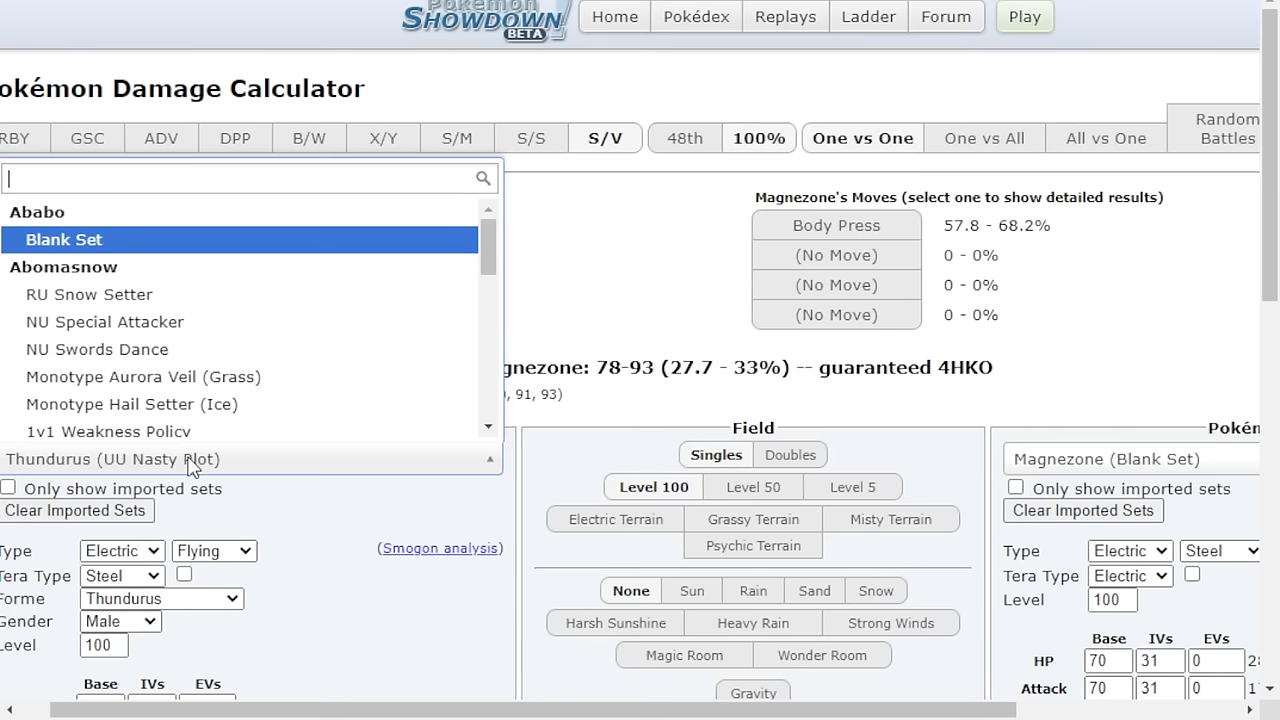 Pokémon
SHOWDOWN
BETA
Home
Pokédex
Replays
Ladder
Forum
Play
okémon Damage Calculator
RBY
GSC
ADV
DPP
B/W
X/Y
S/M
S/S
S/V
48th
100%
One vs One
One vs All
All vs One
Random
Battles
Ababo
Blank Set
Abomasnow
RU Snow Setter
NU Special Attacker
NU Swords Dance
Monotype Aurora Veil (Grass)
Monotype Hail Setter (Ice)
1v1 Weakness Policy
Thundurus (UU Nasty Plot)
Only show imported sets
Clear Imported Sets
Type
Electric
Flying
(Smogon analysis)
Tera Type
Steel
Forme
Thundurus
Gender
Male
Level
100
Base IVs EVs
Magnezone's Moves (select one to show detailed results)
Body Press 57.8 - 68.2%
(No Move) 0 - 0%
(No Move) 0 - 0%
(No Move) 0 - 0%
gnezone: 78-93 (27.7 - 33%) -- guaranteed 4HKO
, 91, 93)
Field
Singles
Doubles
Level 100
Level 50
Level 5
Electric Terrain
Grassy Terrain
Misty Terrain
Psychic Terrain
None
Sun
Rain
Sand
Snow
Harsh Sunshine
Heavy Rain
Strong Winds
Magic Room
Wonder Room
Gravity
Pokém
Magnezone (Blank Set)
Only show imported sets
Clear Imported Sets
Type
Electric
Steel
Tera Type
Electric
Level
100
Base IVs EVs
HP 70 31 0 28
Attack 70 31 0 1